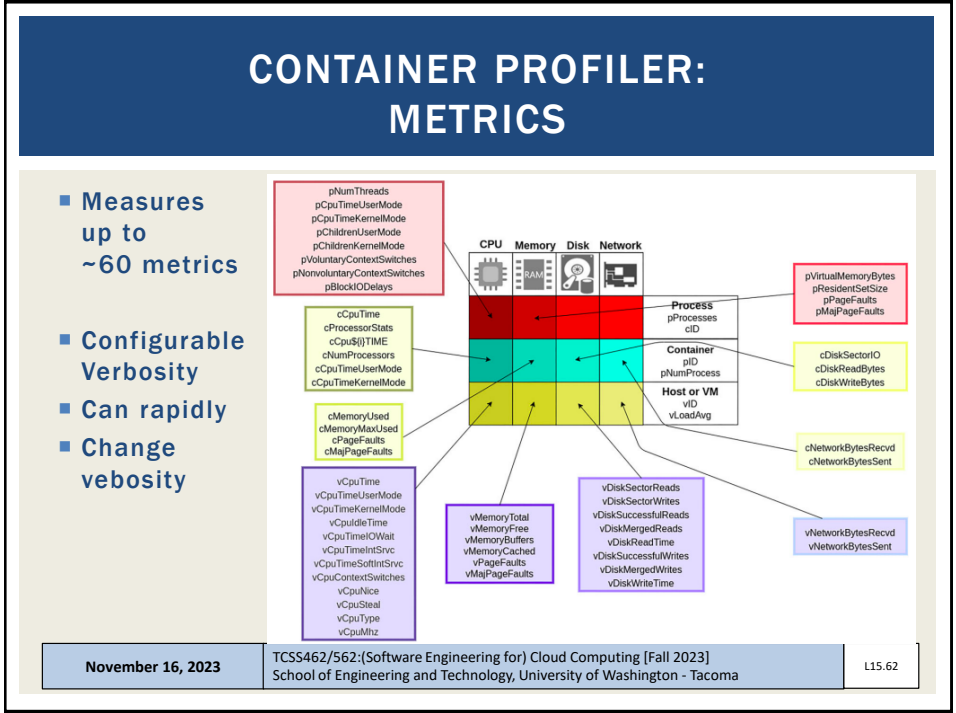 CONTAINER PROFILER:
METRICS
Measures
up to
~60 metrics
Configurable
Verbosity
Can rapidly
Change
vebosity
pNumThreads
pCpuTimeUserMode
pCpuTimeKernelMode
pChildrenUserMode
pChildrenKernelMode
pVoluntaryContextSwitches
pNonvoluntaryContextSwitches
pBlockIODelays
cCpuTime
cProcessorStats
cCpu${i}TIME
cNumProcessors
cCpuTimeUserMode
cCpuTimeKernelMode
cMemoryUsed
cMemoryMaxUsed
cPageFaults
cMajPageFaults
vCpuTime
vCpuTimeUserMode
vCpuTimeKernelMode
vCpuIdleTime
vCpuTimeIOWait
vCpuTimeIntSrvc
vCpuTimeSoftIntSrvc
vCpuContextSwitches
vCpuNice
vCpuSteal
vCpuType
vCpuMhz
CPU Memory Disk Network
RAM
Process
pProcesses
cID
Container
pID
pNumProcess
Host or VM
vID
vLoadAvg
vMemoryTotal
vMemoryFree
vMemoryBuffers
vMemoryCached
vPageFaults
vMajPageFaults
vDiskSectorReads
vDiskSectorWrites
vDiskSuccessfulReads
vDiskMergedReads
vDiskReadTime
vDiskSuccessfulWrites
vDiskMergedWrites
vDiskWriteTime
pVirtualMemoryBytes
pResidentSetSize
pPageFaults
pMajPageFaults
cDiskSectorIO
cDiskReadBytes
cDiskWriteBytes
cNetworkBytesRecvd
cNetworkBytesSent
vNetworkBytesRecvd
vNetworkBytesSent
November 16, 2023
TCSS462/562:(Software Engineering for) Cloud Computing [Fall 2023]
School of Engineering and Technology, University of Washington - Tacoma
L15.62